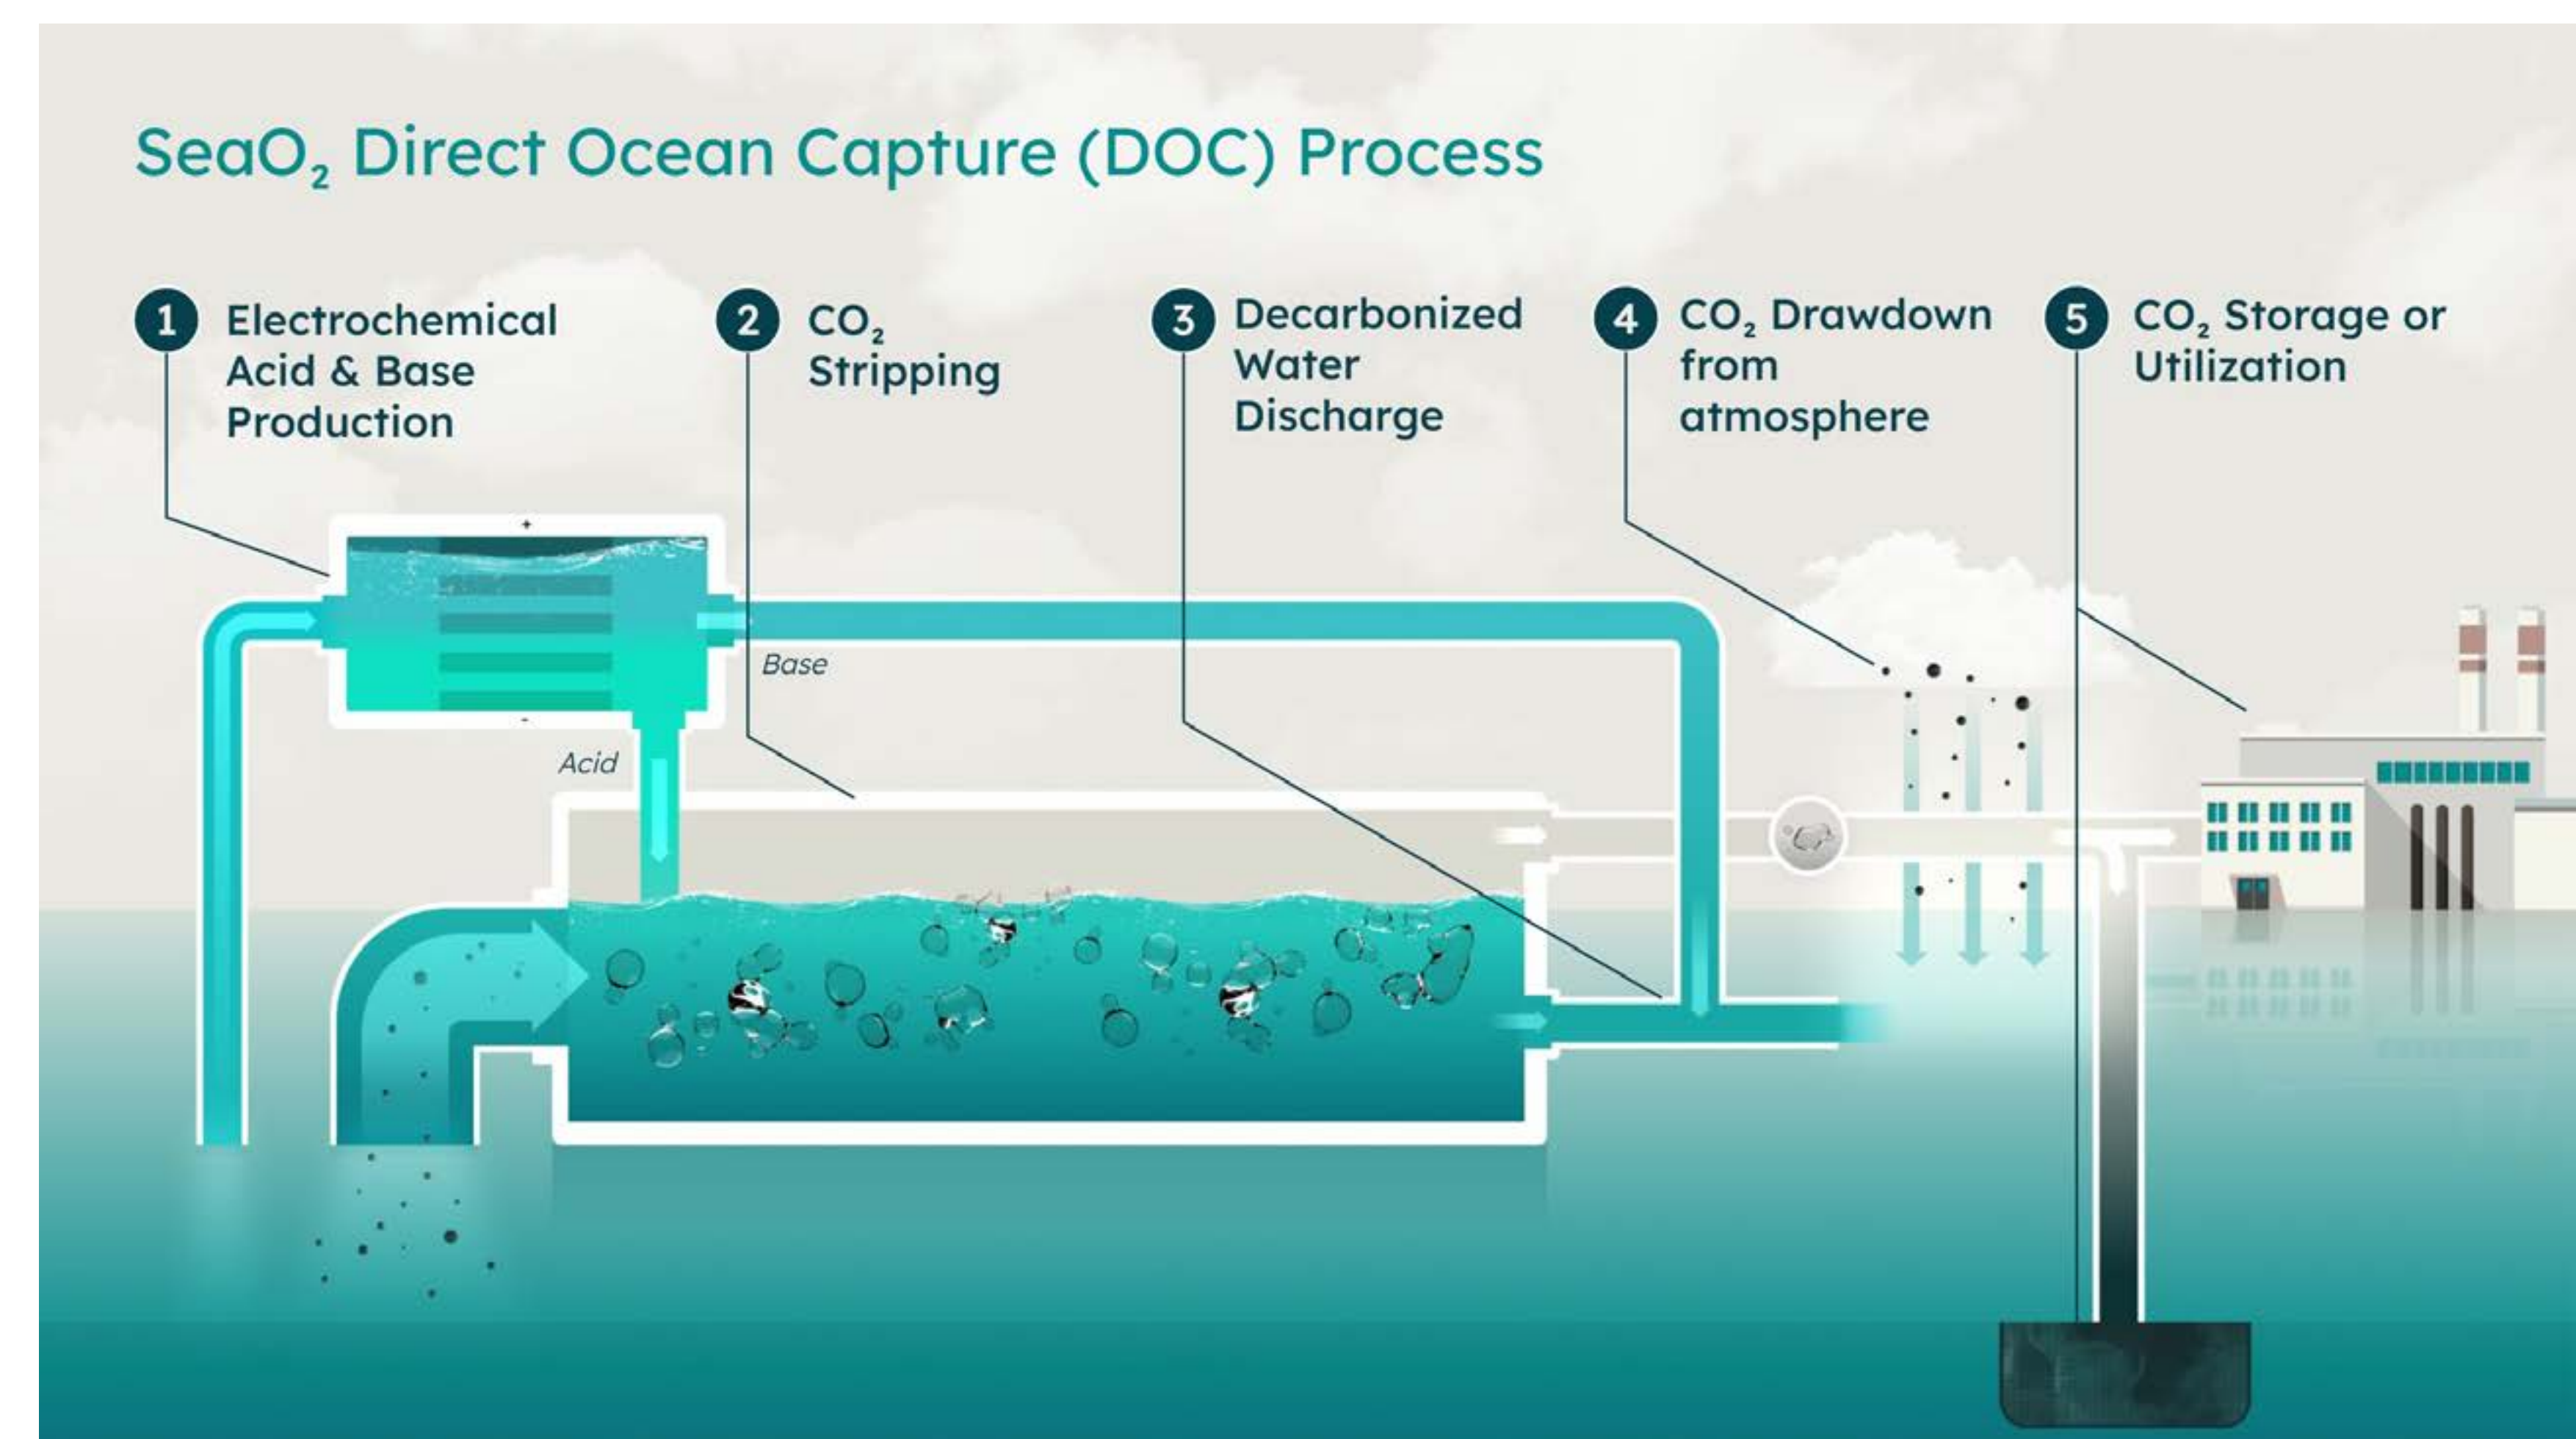 SeaO₂ Direct Ocean Capture (DOC) Process
1 Electrochemical
Acid & Base
Production
2 CO₂
Stripping
3 Decarbonized
Water
Discharge
4 CO₂ Drawdown
from
atmosphere
5 CO₂ Storage or
Utilization
+
-
Base
Acid